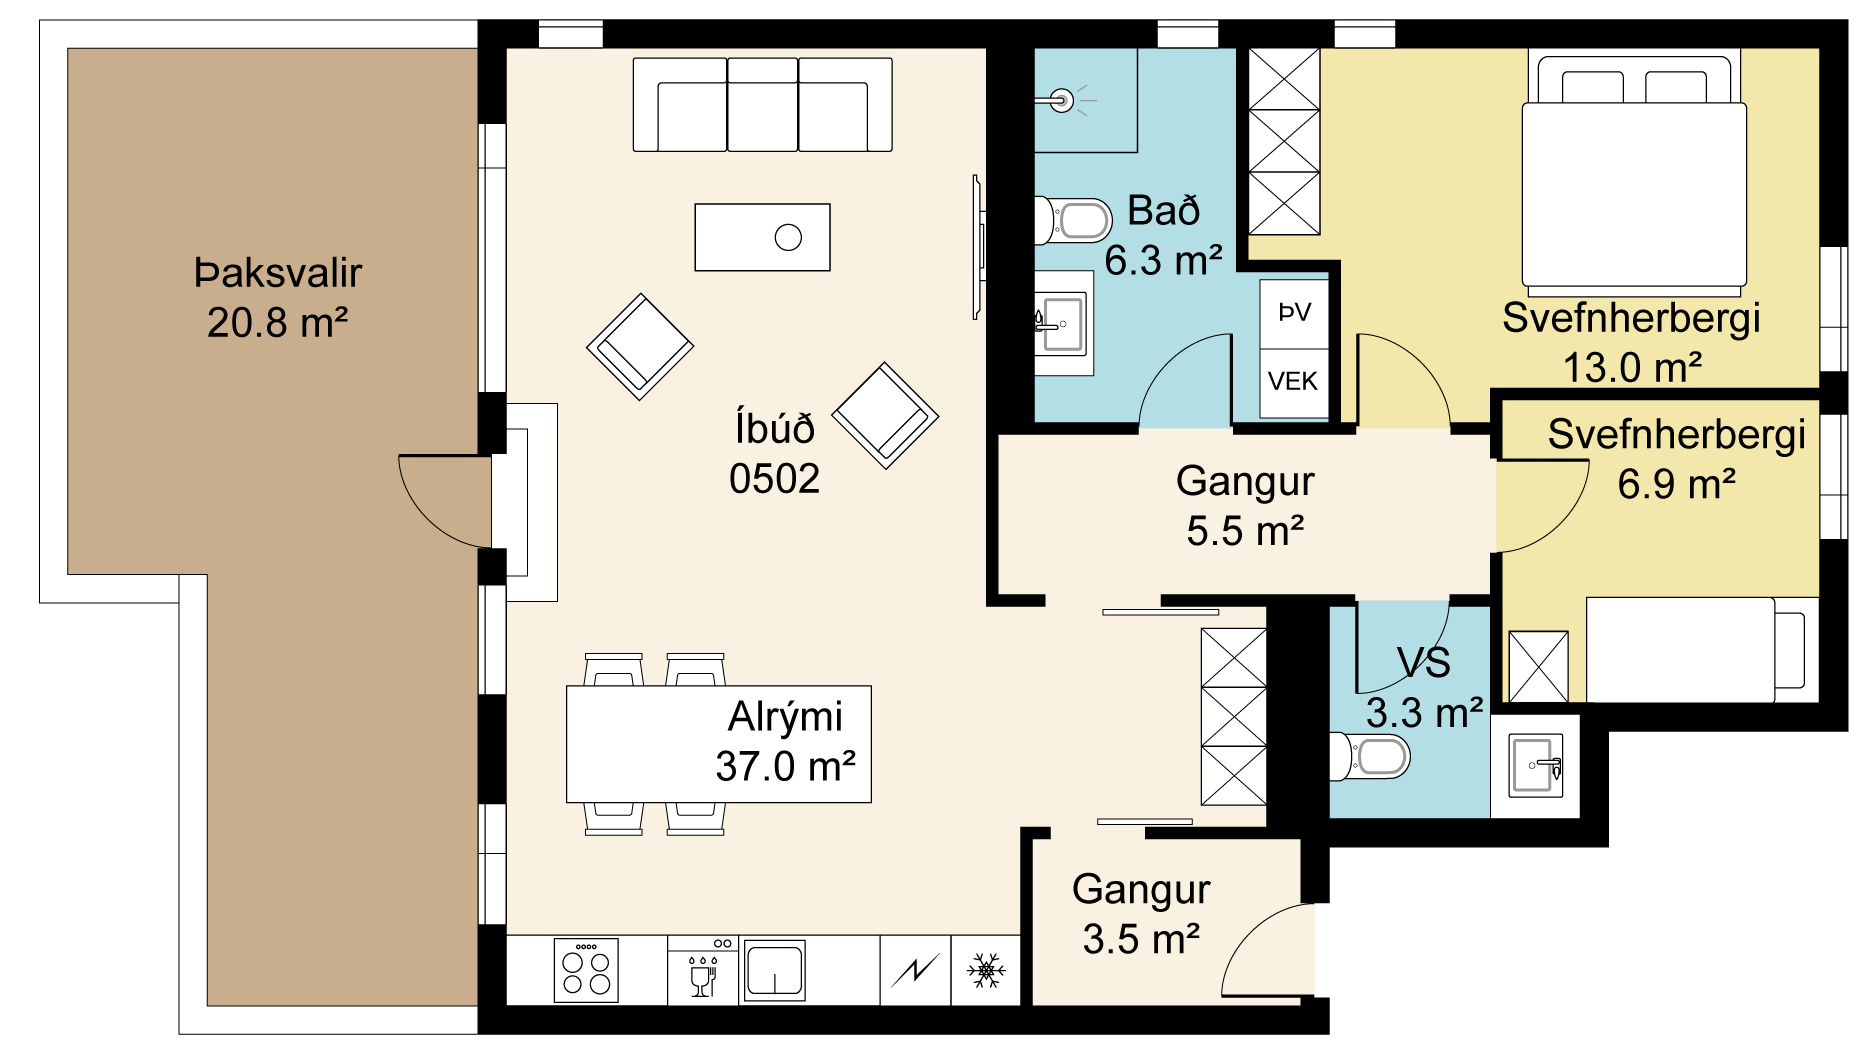 Þaksvalir
20.8 m²
Íbúð
0502
Alrými
37.0 m²
Bað
6.3 m²
ÞV
VEK
Svefnherbergi
13.0 m²
Svefnherbergi
6.9 m²
Gangur
5.5 m²
VS
3.3 m²
Gangur
3.5 m²